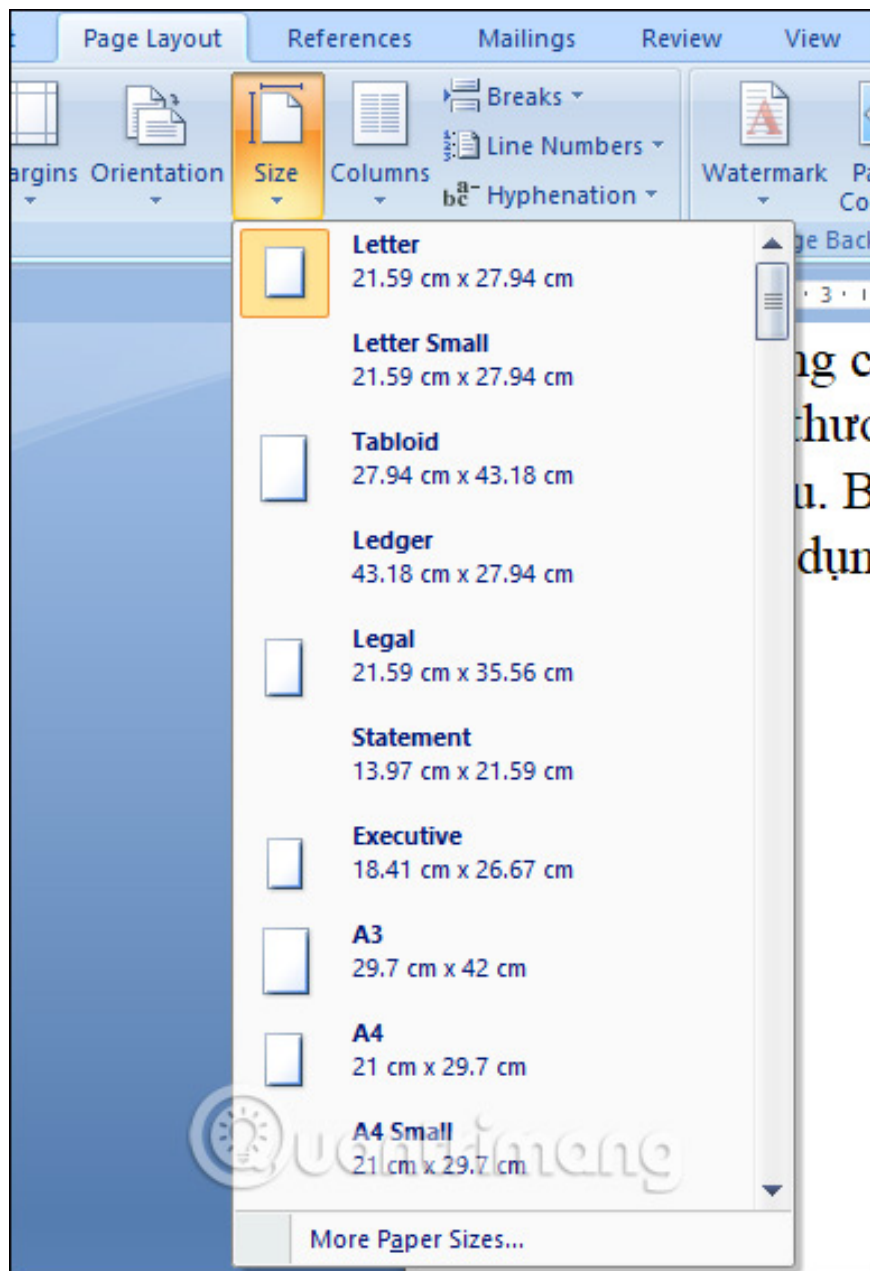 Page Layout References Mailings Review View
Breaks
Line Numbers
Hyphenation
argins Orientation Size Columns Watermark
Letter
21.59 cm x 27.94 cm
3
Letter Small
21.59 cm x 27.94 cm
Tabloid
27.94 cm x 43.18 cm
u. B
Ledger
43.18 cm x 27.94 cm
Legal
21.59 cm x 35.56 cm
Statement
13.97 cm x 21.59 cm
Executive
18.41 cm x 26.67 cm
A3
29.7 cm x 42 cm
A4
21 cm x 29.7 cm
A4 Small
21 cm x 29.7 cm
Quantrimang
More Paper Sizes...